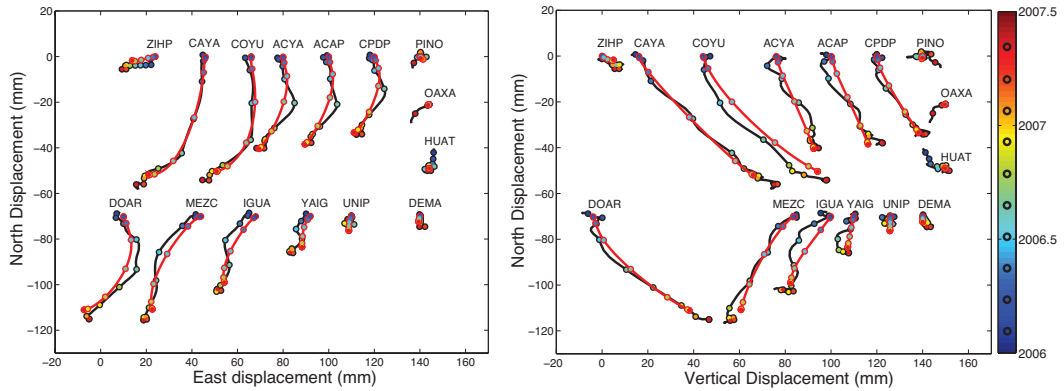 ZIHP CAYA COYU ACYA ACAP CPDP PINO
OAXA
HUAT
DOAR MEZC IGUA YAIG UNIP DEMA
0
−20
−40
−60
−80
−100
−120
North Displacement (mm)
−20 0 20 40 60 80 100 120 140 160
East displacement (mm)
ZIHP CAYA COYU ACYA ACAP CPDP PINO
OAXA
HUAT
DOAR MEZC IGUA YAIG UNIP DEMA
0
−20
−40
−60
−80
−100
−120
North Displacement (mm)
−20 0 20 40 60 80 100 120 140 160
Vertical Displacement (mm)
2007.5
2007
2006.5
2006